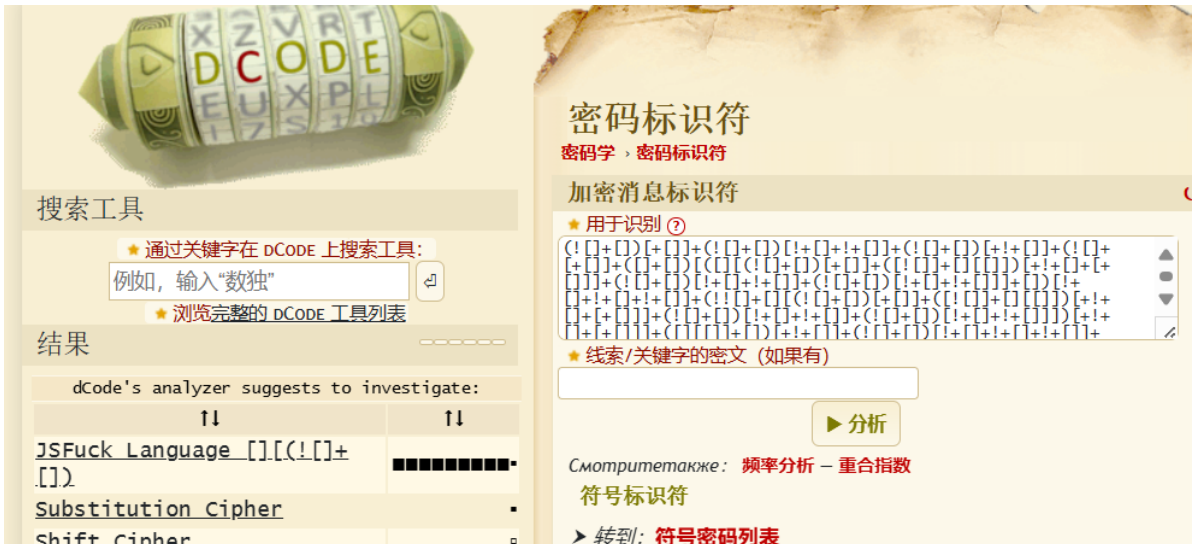 X Z V R T
D C O D E
E U X P L
搜索工具
★ 通过关键字在 DCODE 上搜索工具：
例如，输入“数独”
★ 浏览完整的 DCODE 工具列表
结果
dCode's analyzer suggests to investigate:
↑↓ ↑↓
JSFuck Language [][(![]+
[])
Substitution Cipher
Shift Cipher
密码标识符
密码学 › 密码标识符
加密消息标识符
★ 用于识别 ?
(![]+[])[+[]]+(![]+[])[!+[]+!+[]]+(![]+[])[+!+[]]+(![]+
[+[]]+([]+[])[([][(![]+[])[+[]]+([![]]+[][[]])[+!+[]+[+
[]]]+(![]+[])[!+[]+!+[]]+(![]+[])[!+[]+!+[]]]+[])[!+
[]+!+[]+!+[]]+(!![]+[][(![]+[])[+[]]+([![]]+[][[]])[+!+
[]+[+[]]]+(![]+[])[!+[]+!+[]]+(![]+[])[!+[]+!+[]]])[+!+
[]+[+[]]]+([][[]]+[])[+!+[]]+(![]+[])[!+[]+!+[]+!+[]]+
★ 线索/关键字的密文（如果有）
▶ 分析
Смотритетакже： 频率分析 — 重合指数
符号标识符
➤ 转到：符号密码列表